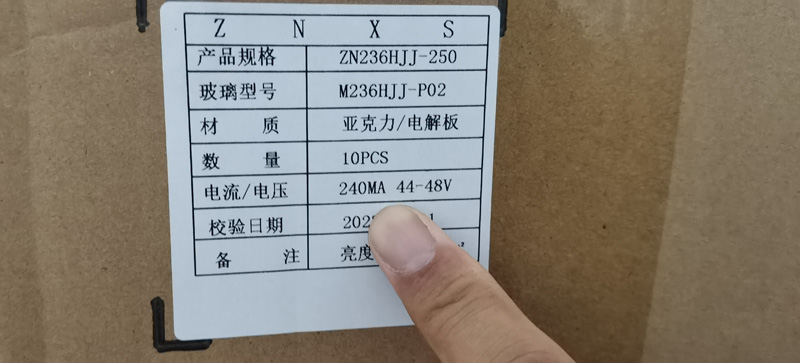 Z N X S
产品规格 ZN236HJJ-250
玻璃型号 M236HJJ-P02
材 质 亚克力/电解板
数 量 10PCS
电流/电压 240MA 44-48V
校验日期 202
备 注 亮度